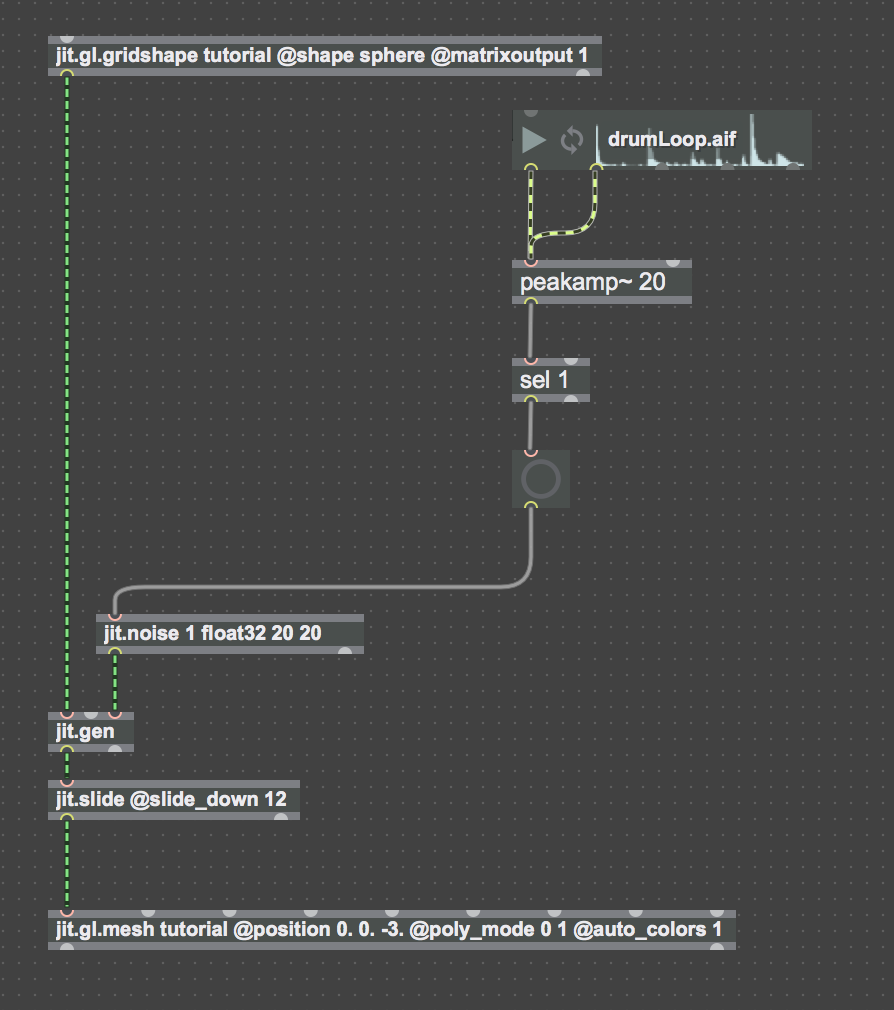 jit.gl.gridshape tutorial @shape sphere @matrixoutput 1
drumLoop.aif
peakamp~ 20
sel 1
jit.noise 1 float32 20 20
jit.gen
jit.slide @slide_down 12
jit.gl.mesh tutorial @position 0. 0. -3. @poly_mode 0 1 @auto_colors 1